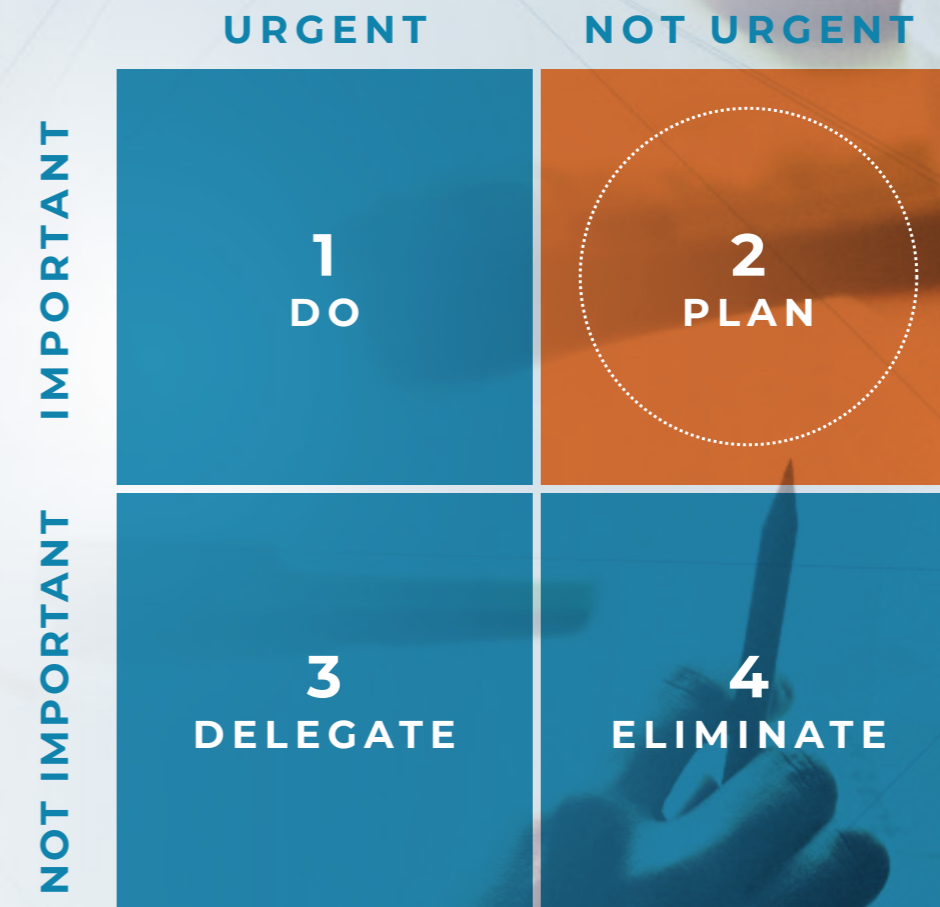 URGENT
NOT URGENT
IMPORTANT
1
DO
2
PLAN
NOT IMPORTANT
3
DELEGATE
4
ELIMINATE